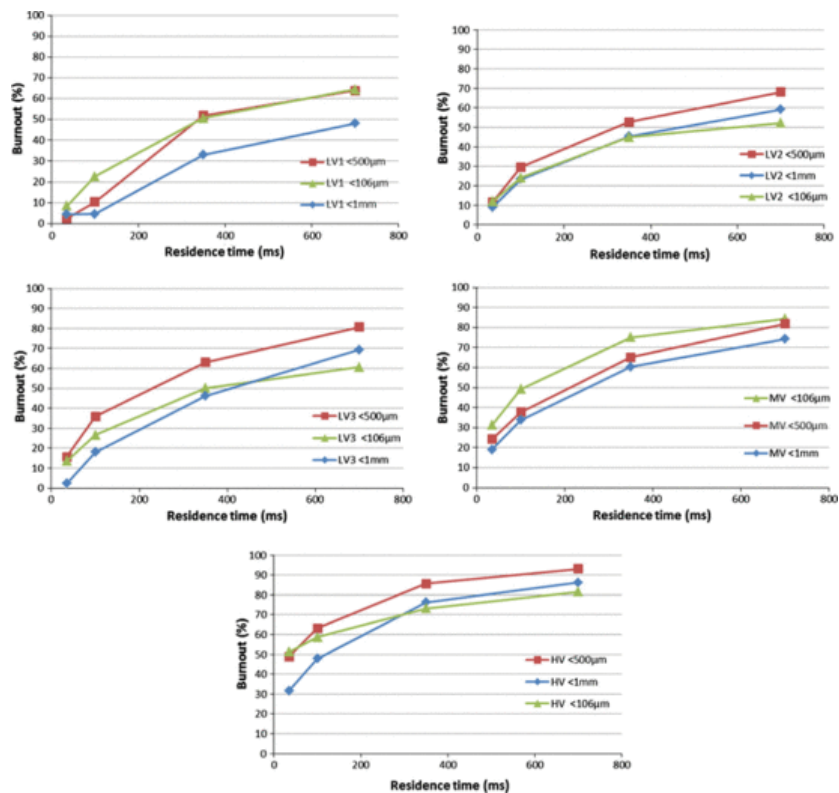 100
90
80
70
60
50
40
30
20
10
0
Burnout (%)
LV1 <500µm
LV1 <106µm
LV1 <1mm
0 200 400 600 800
Residence time (ms)
100
90
80
70
60
50
40
30
20
10
0
Burnout (%)
LV2 <500µm
LV2 <1mm
LV2 <106µm
0 200 400 600 800
Residence time (ms)
100
90
80
70
60
50
40
30
20
10
0
Burnout (%)
LV3 <500µm
LV3 <106µm
LV3 <1mm
0 200 400 600 800
Residence time (ms)
100
90
80
70
60
50
40
30
20
10
0
Burnout (%)
MV <106µm
MV <500µm
MV <1mm
0 200 400 600 800
Residence time (ms)
100
90
80
70
60
50
40
30
20
10
0
Burnout (%)
HV <500µm
HV <1mm
HV <106µm
0 200 400 600 800
Residence time (ms)